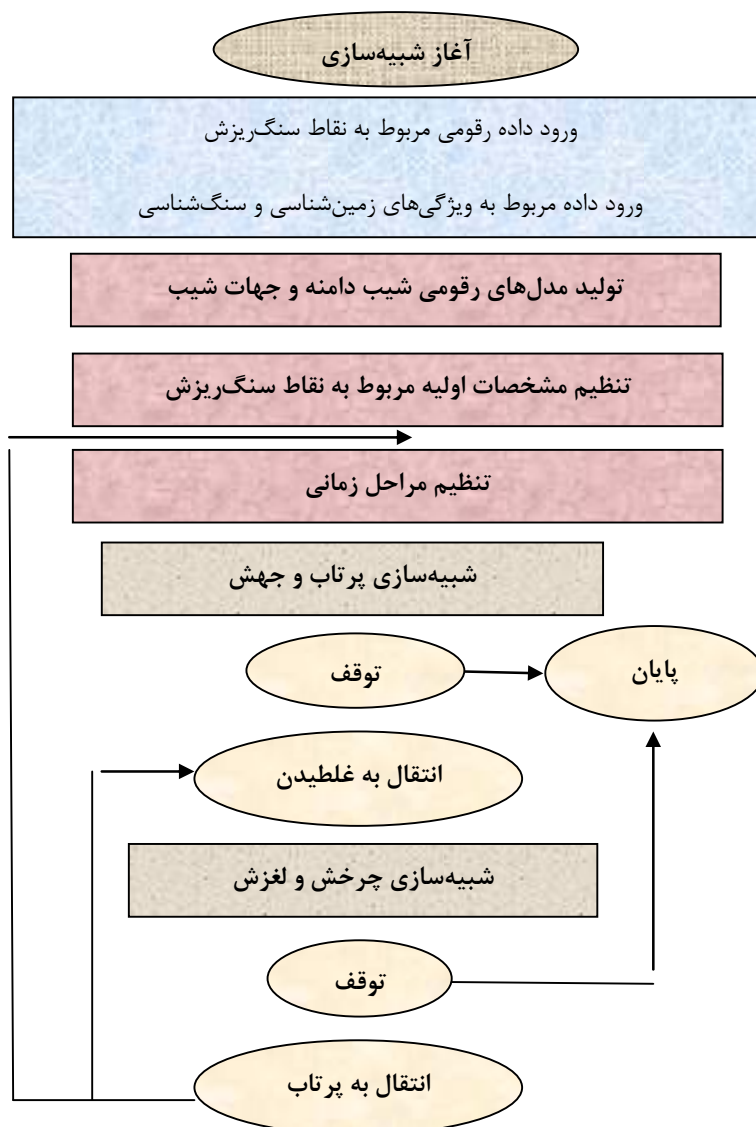 آغاز شبیه‌سازی
ورود داده رقومی مربوط به نقاط سنگ‌ریزش
ورود داده مربوط به ویژگی‌های زمین‌شناسی و سنگ‌شناسی
تولید مدل‌های رقومی شیب دامنه و جهات شیب
تنظیم مشخصات اولیه مربوط به نقاط سنگ‌ریزش
تنظیم مراحل زمانی
شبیه‌سازی پرتاب و جهش
توقف
پایان
انتقال به غلطیدن
شبیه‌سازی چرخش و لغزش
توقف
انتقال به پرتاب